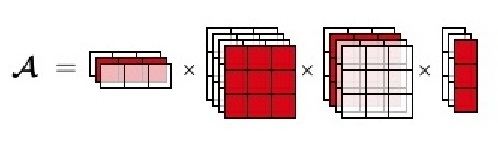 𝓐 = × × ×